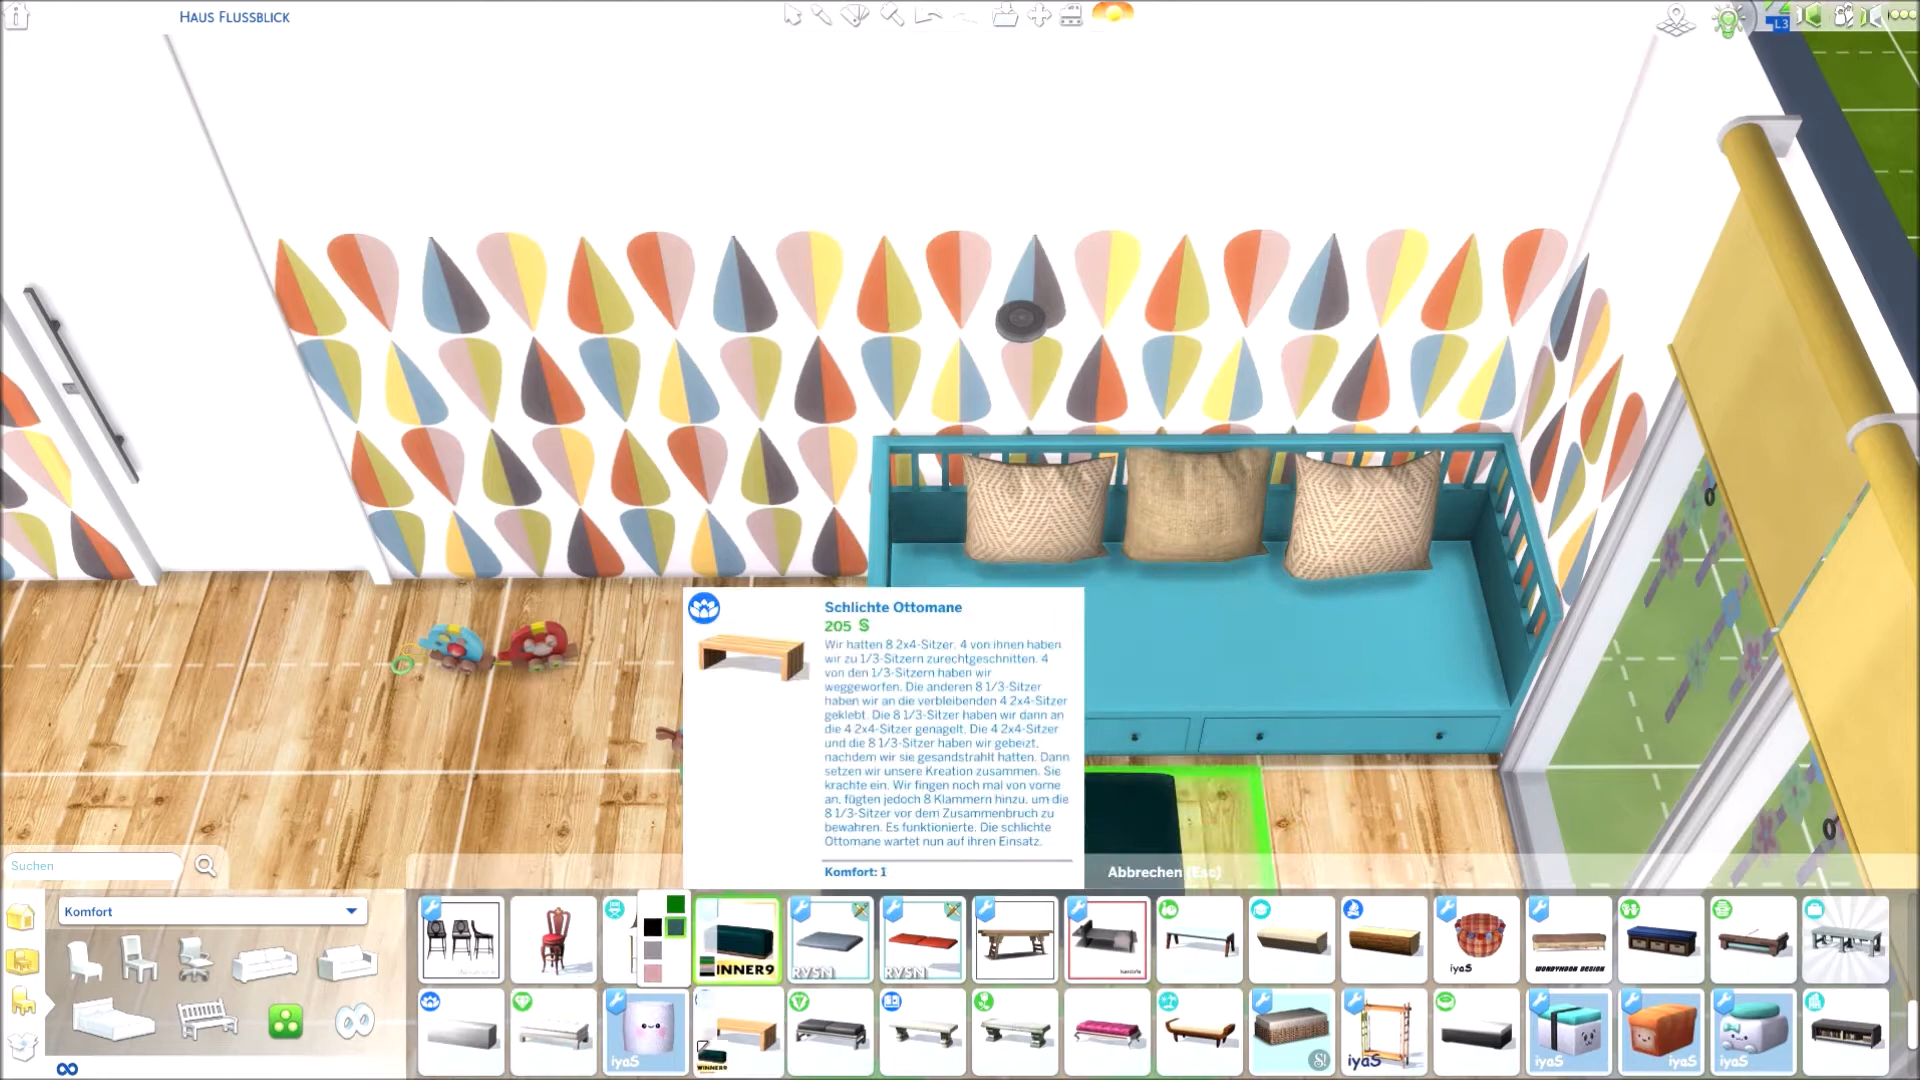 HAUS FLUSSBLICK
L3
Schlichte Ottomane
205 $
Wir hatten 8 2x4-Sitzer. 4 von ihnen haben
wir zu 1/3-Sitzern zurechtgeschnitten. 4
von den 1/3-Sitzern haben wir
weggeworfen. Die anderen 8 1/3-Sitzer
haben wir an die verbleibenden 4 2x4-Sitzer
geklebt. Die 8 1/3-Sitzer haben wir dann an
die 4 2x4-Sitzer genagelt. Die 4 2x4-Sitzer
und die 8 1/3-Sitzer haben wir gebeizt,
nachdem wir sie gesandstrahlt hatten. Dann
setzen wir unsere Kreation zusammen. Sie
krachte ein. Wir fingen noch mal von vorne
an, fügten jedoch 8 Klammern hinzu, um die
8 1/3-Sitzer vor dem Zusammenbruch zu
bewahren. Es funktionierte. Die schlichte
Ottomane wartet nun auf ihren Einsatz.
Komfort: 1
Abbrechen (Esc)
Suchen
Komfort
INNER9
RVSN
RVSN
iyaS
WONDYMOON DESIGN
iyaS
WINNER9
S!
iyaS
iyaS
iyaS
iyaS